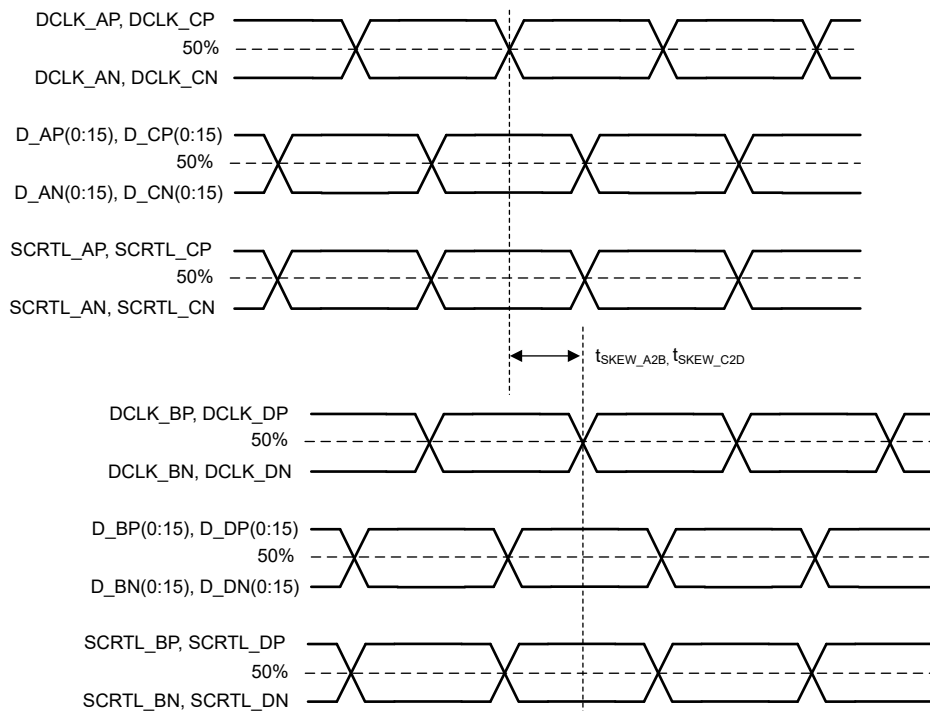 DCLK_AP, DCLK_CP
50%
DCLK_AN, DCLK_CN
D_AP(0:15), D_CP(0:15)
50%
D_AN(0:15), D_CN(0:15)
SCRTL_AP, SCRTL_CP
50%
SCRTL_AN, SCRTL_CN
tSKEW_A2B, tSKEW_C2D
DCLK_BP, DCLK_DP
50%
DCLK_BN, DCLK_DN
D_BP(0:15), D_DP(0:15)
50%
D_BN(0:15), D_DN(0:15)
SCRTL_BP, SCRTL_DP
50%
SCRTL_BN, SCRTL_DN